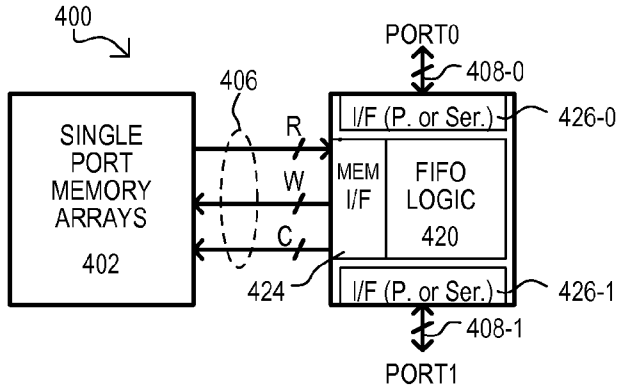 400
PORT0
406
408-0
SINGLE
PORT
MEMORY
ARRAYS
402
R
W
C
I/F (P. or Ser.)
426-0
MEM
I/F
FIFO
LOGIC
420
424
I/F (P. or Ser.)
426-1
408-1
PORT1